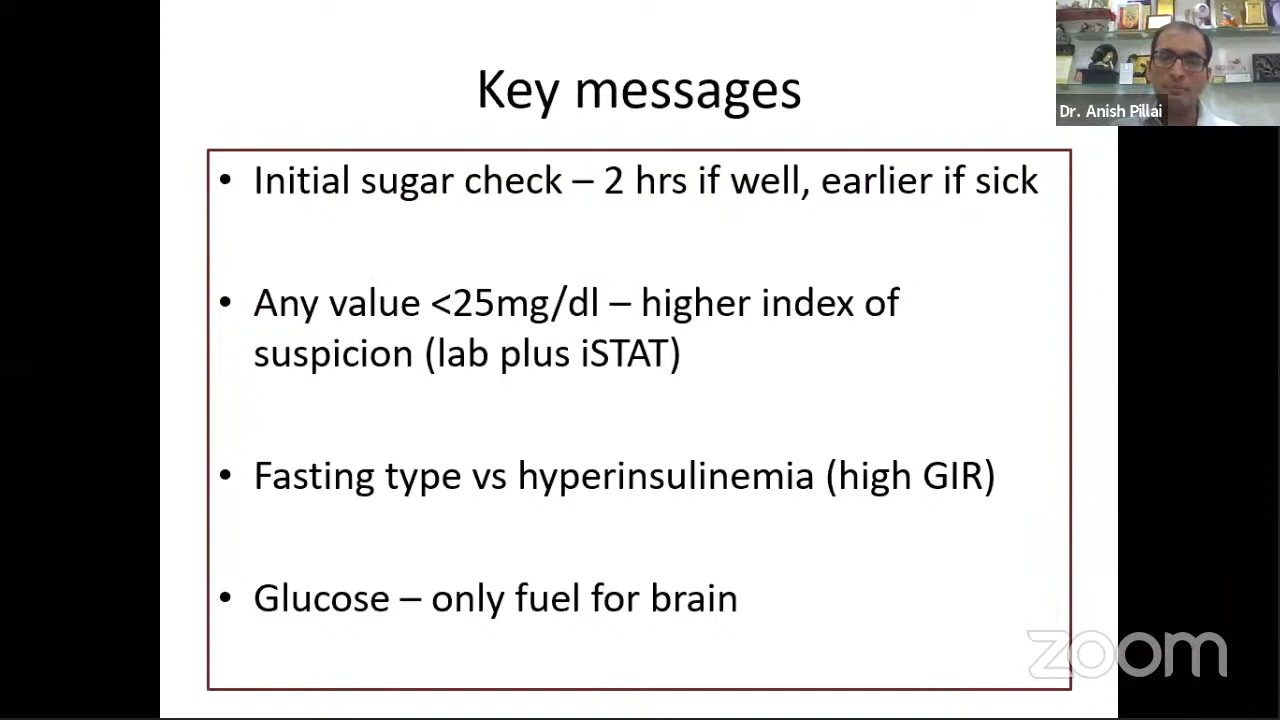 Key messages
Dr. Anish Pillai
• Initial sugar check – 2 hrs if well, earlier if sick
• Any value <25mg/dl – higher index of
suspicion (lab plus iSTAT)
• Fasting type vs hyperinsulinemia (high GIR)
• Glucose – only fuel for brain
zoom